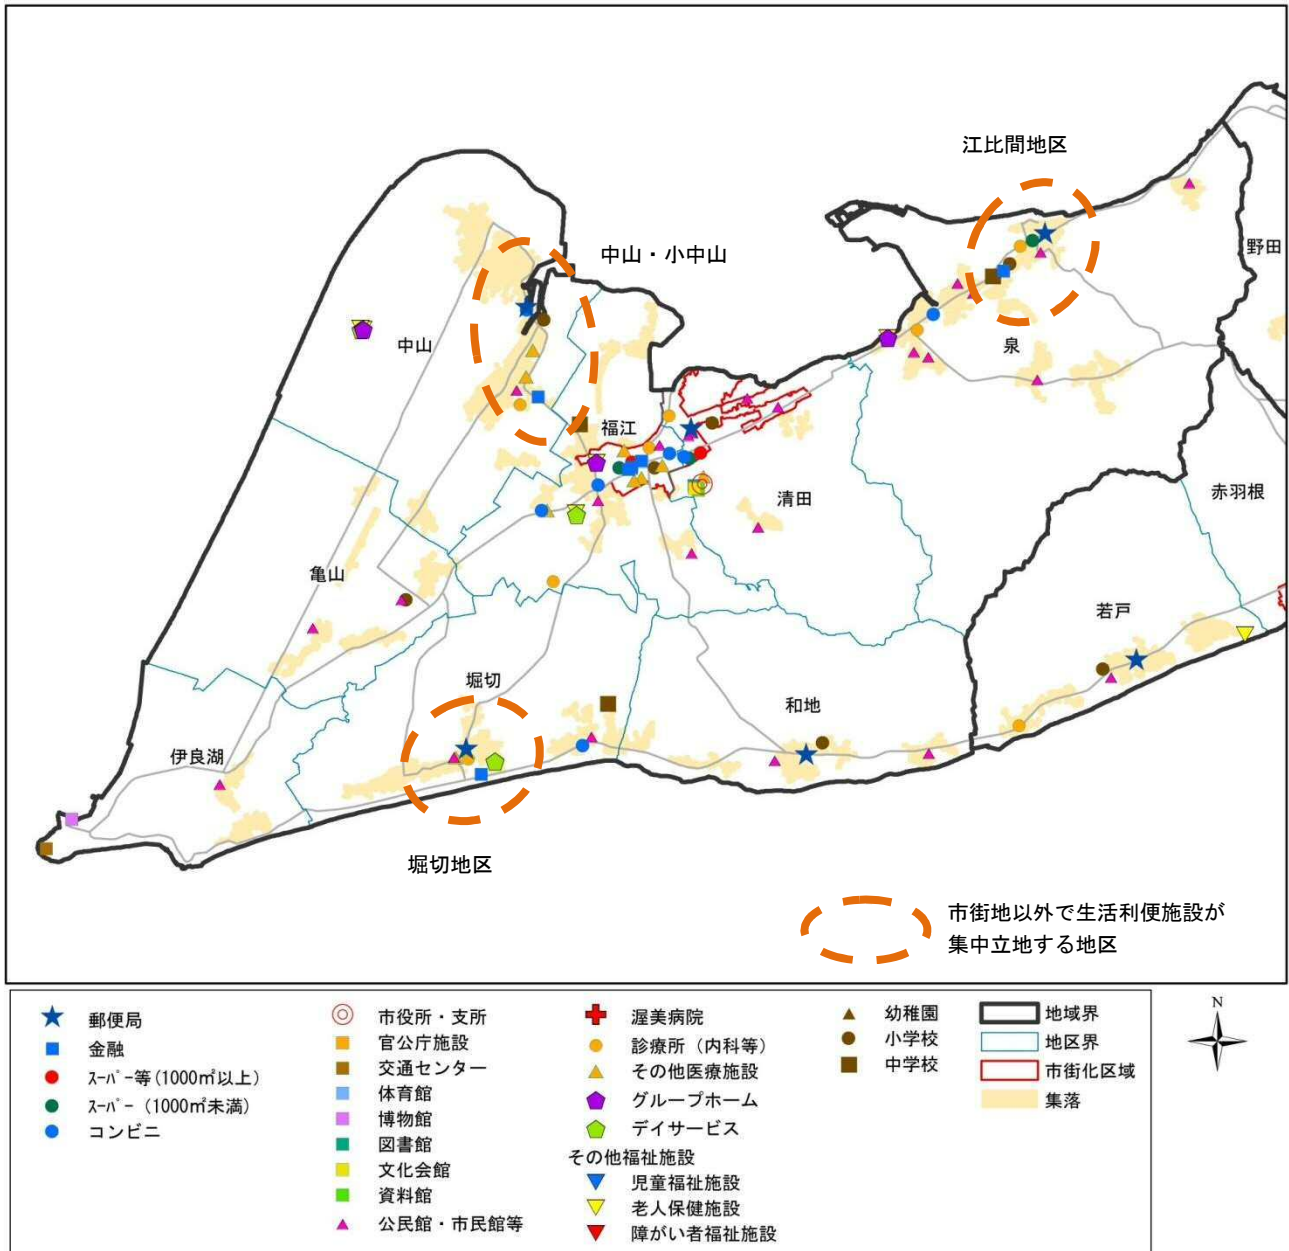 江比間地区
野田
中山・小中山
中山
泉
福江
清田
赤羽根
亀山
若戸
堀切
和地
伊良湖
堀切地区
市街地以外で生活利便施設が
集中立地する地区
郵便局
金融
ｽｰﾊﾟｰ等(1000㎡以上)
ｽｰﾊﾟｰ（1000㎡未満）
コンビニ
市役所・支所
官公庁施設
交通センター
体育館
博物館
図書館
文化会館
資料館
公民館・市民館等
渥美病院
診療所（内科等）
その他医療施設
グループホーム
デイサービス
その他福祉施設
児童福祉施設
老人保健施設
障がい者福祉施設
幼稚園
小学校
中学校
地域界
地区界
市街化区域
集落
N